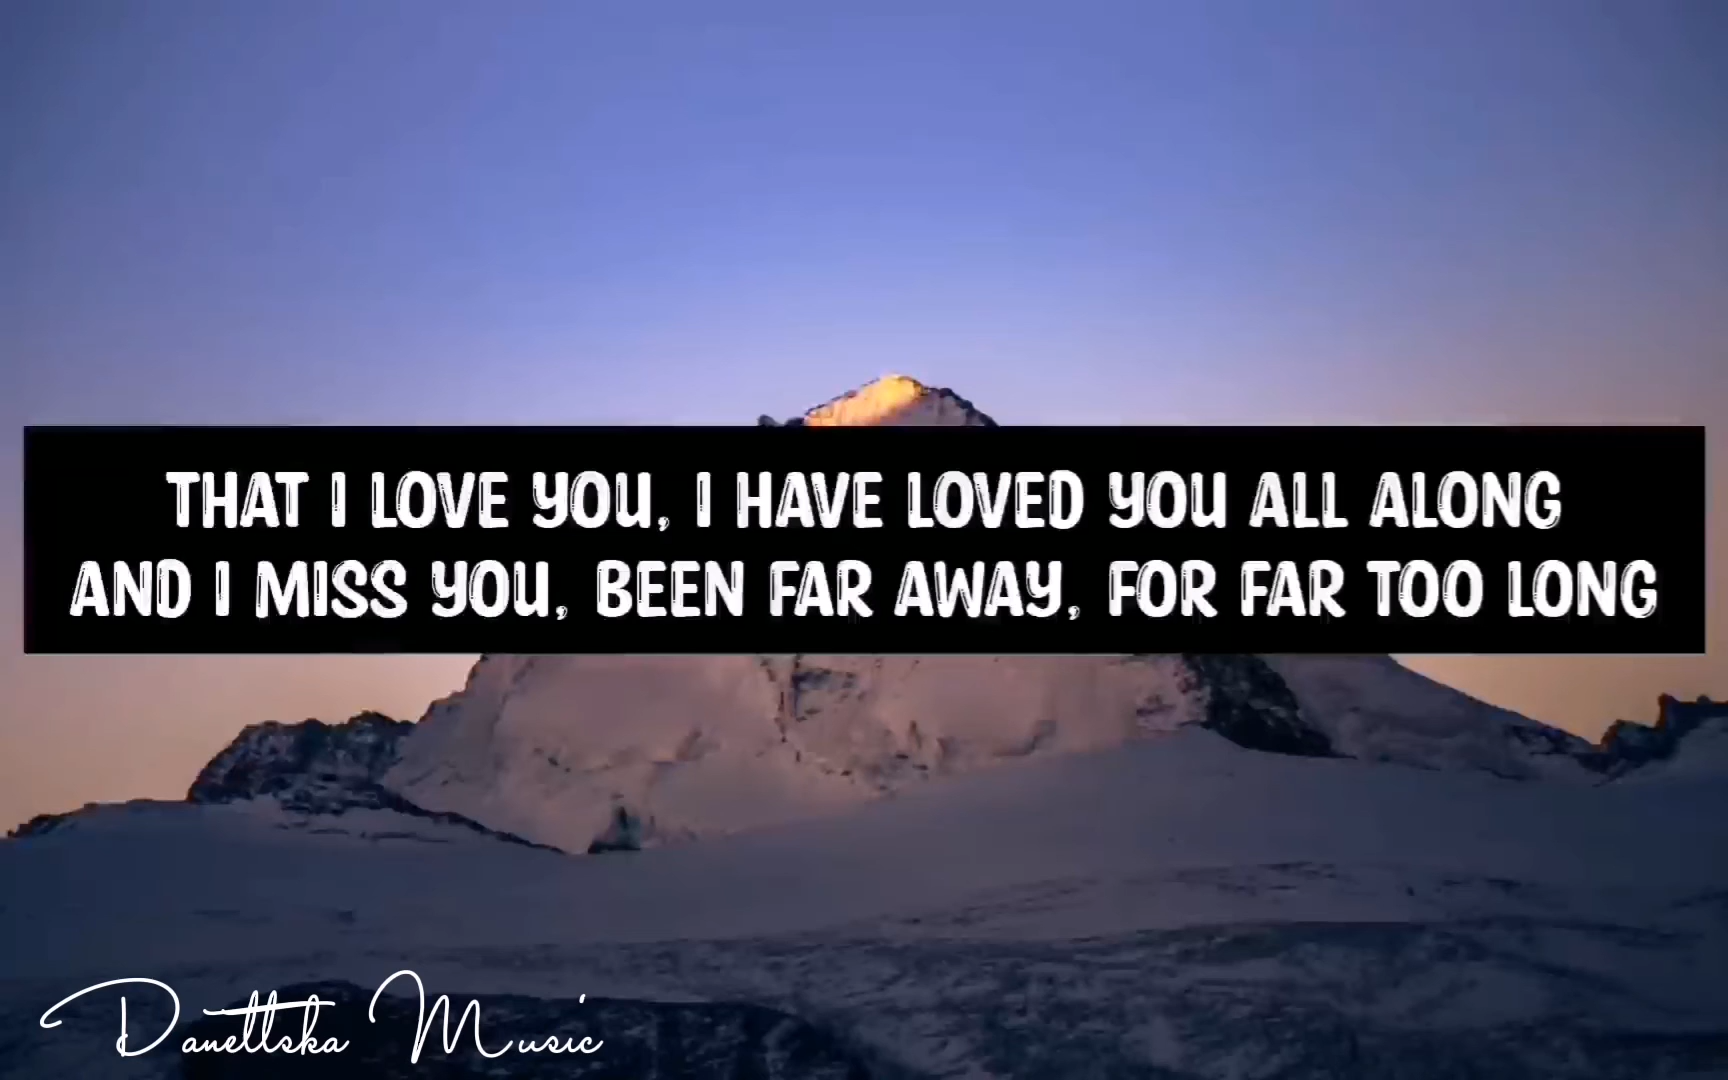 THAT I LOVE YOU, I HAVE LOVED YOU ALL ALONG
AND I MISS YOU, BEEN FAR AWAY, FOR FAR TOO LONG
Danettska Music